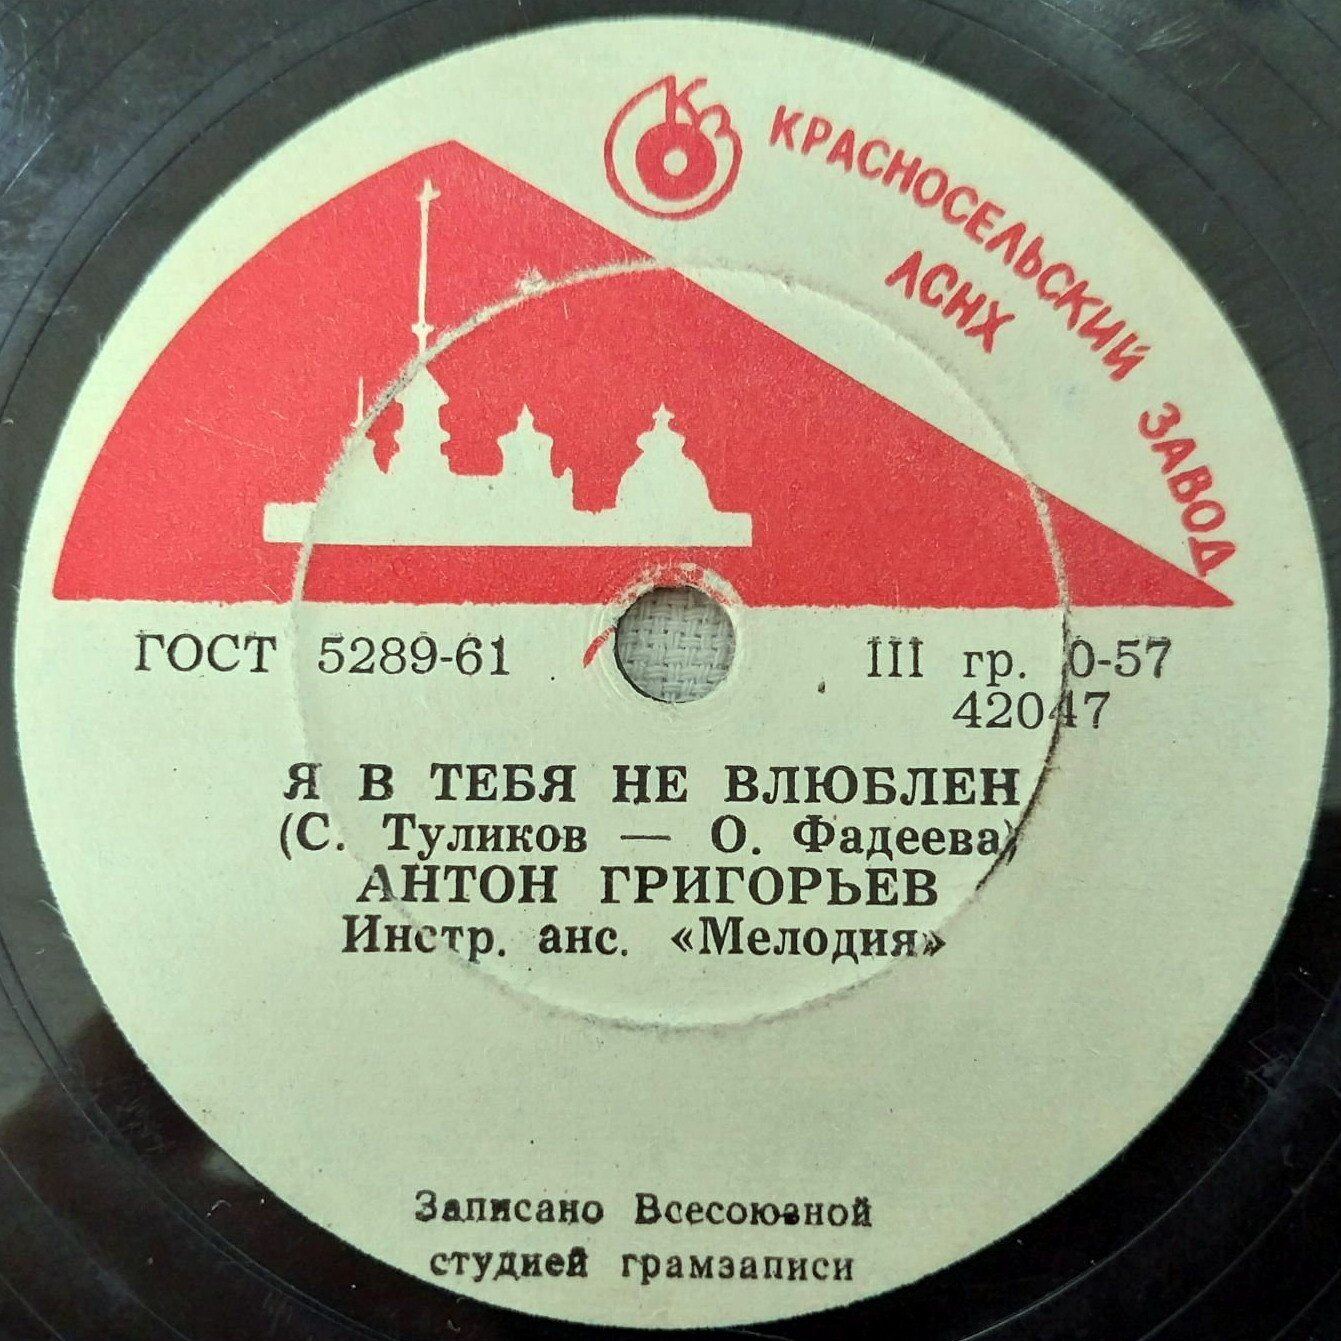 КЗ
КРАСНОСЕЛЬСКИЙ ЗАВОД
ЛСНХ
ГОСТ 5289-61
III гр. 0-57
42047
Я В ТЕБЯ НЕ ВЛЮБЛЕН
(С. Туликов — О. Фадеева)
АНТОН ГРИГОРЬЕВ
Инстр. анс. «Мелодия»
Записано Всесоюзной
студией грамзаписи